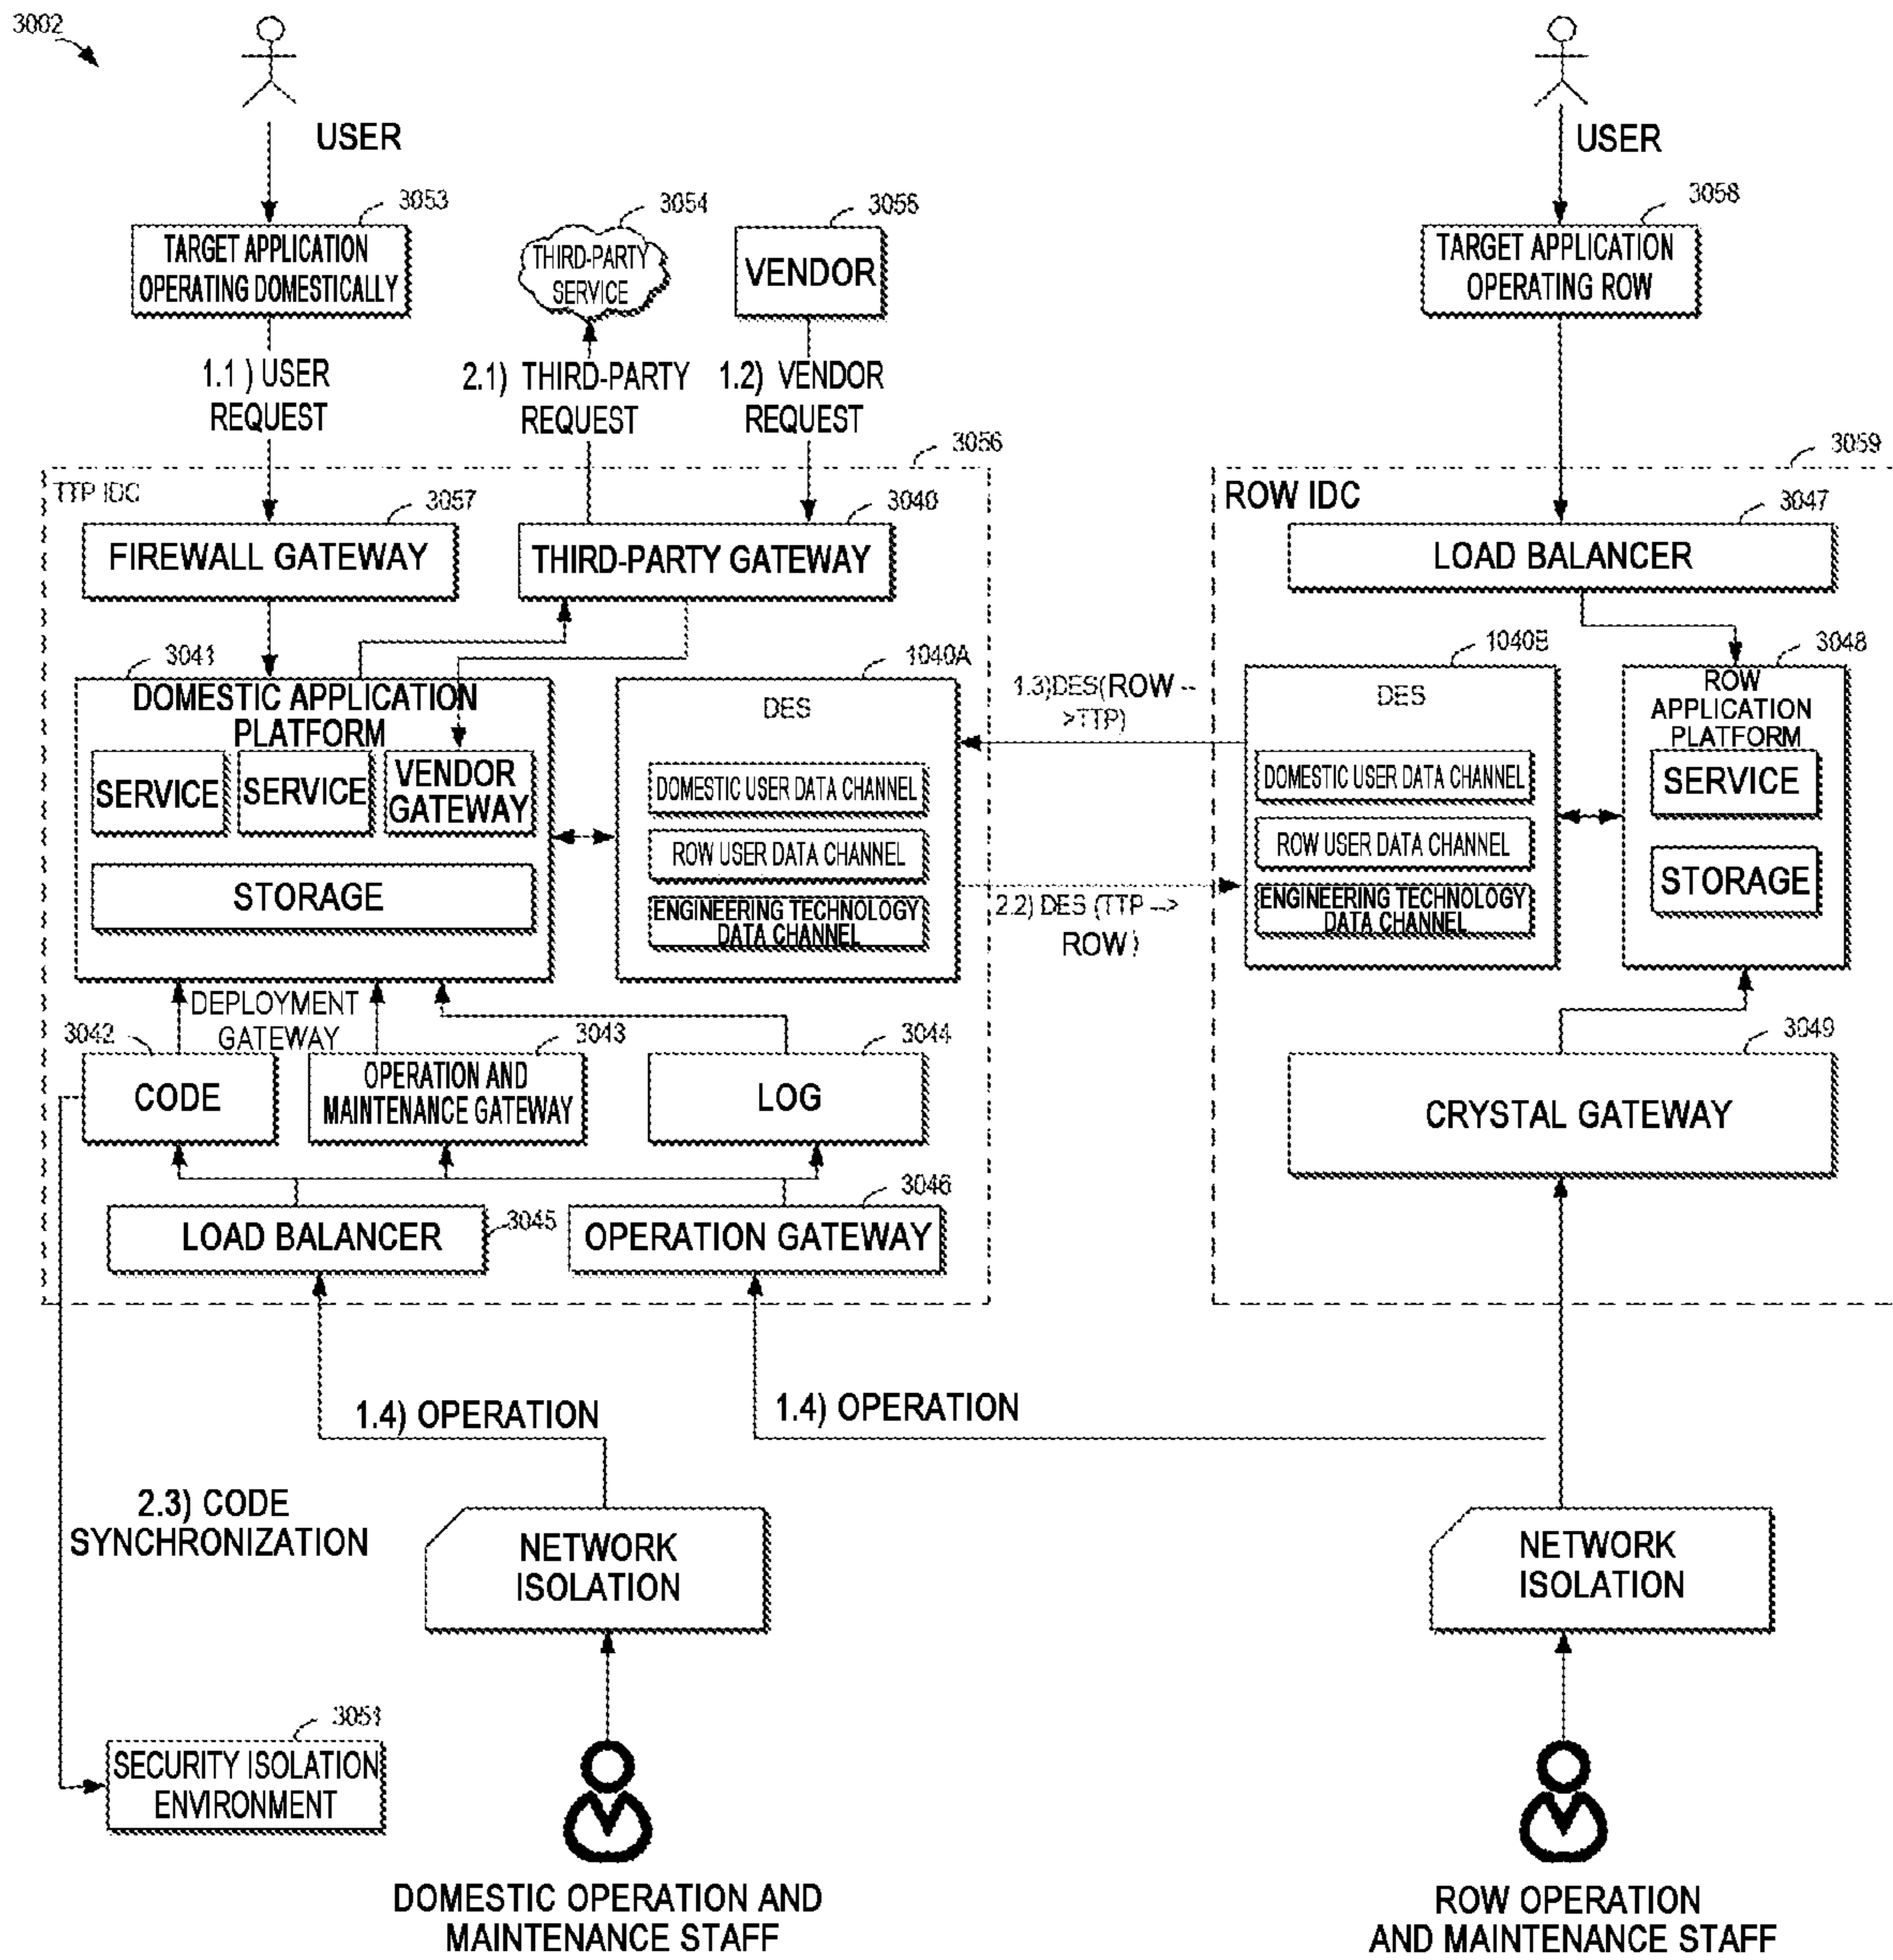 3002
USER
USER
3053
TARGET APPLICATION
OPERATING DOMESTICALLY
3054
THIRD-PARTY
SERVICE
3055
VENDOR
3058
TARGET APPLICATION
OPERATING ROW
1.1 ) USER
REQUEST
2.1) THIRD-PARTY
REQUEST
1.2) VENDOR
REQUEST
3056
TTP IDC
3057
FIREWALL GATEWAY
3040
THIRD-PARTY GATEWAY
3059
ROW IDC
3047
LOAD BALANCER
3041
DOMESTIC APPLICATION
PLATFORM
SERVICE
SERVICE
VENDOR
GATEWAY
STORAGE
1040A
DES
DOMESTIC USER DATA CHANNEL
ROW USER DATA CHANNEL
ENGINEERING TECHNOLOGY
DATA CHANNEL
1.3)DES(ROW --
>TTP)
2.2) DES (TTP -->
ROW )
1040B
DES
DOMESTIC USER DATA CHANNEL
ROW USER DATA CHANNEL
ENGINEERING TECHNOLOGY
DATA CHANNEL
3048
ROW
APPLICATION
PLATFORM
SERVICE
STORAGE
DEPLOYMENT
GATEWAY
3042
CODE
3043
OPERATION AND
MAINTENANCE GATEWAY
3044
LOG
3049
CRYSTAL GATEWAY
LOAD BALANCER
3045
3046
OPERATION GATEWAY
1.4) OPERATION
1.4) OPERATION
2.3) CODE
SYNCHRONIZATION
NETWORK
ISOLATION
NETWORK
ISOLATION
3051
SECURITY ISOLATION
ENVIRONMENT
DOMESTIC OPERATION AND
MAINTENANCE STAFF
ROW OPERATION
AND MAINTENANCE STAFF